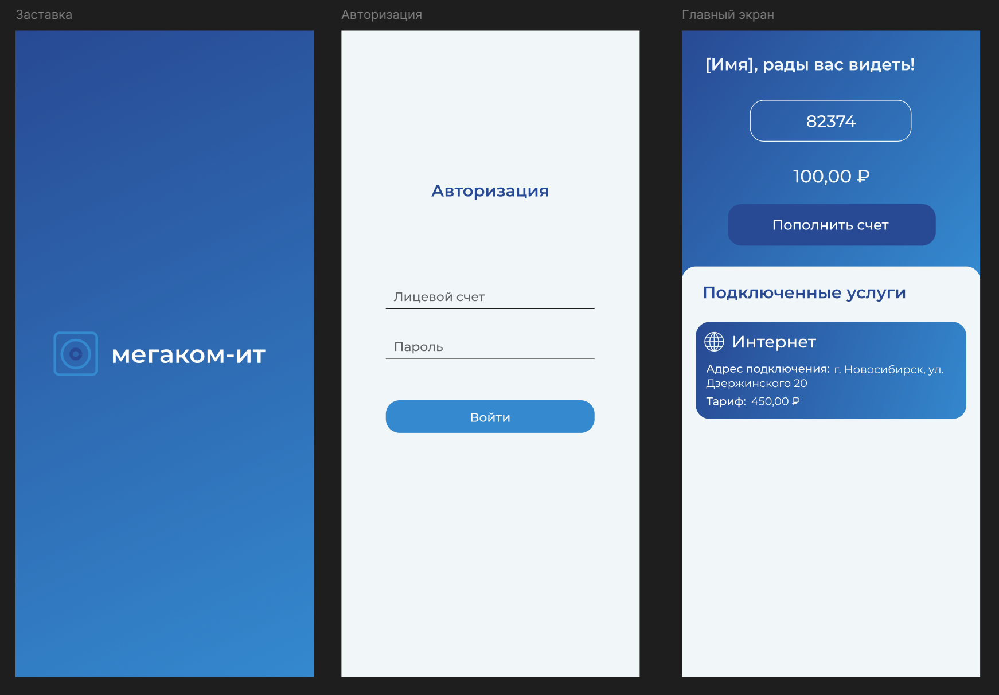 Заставка
мегаком-ит
Авторизация
Авторизация
Лицевой счет
Пароль
Войти
Главный экран
[Имя], рады вас видеть!
82374
100,00 ₽
Пополнить счет
Подключенные услуги
Интернет
Адрес подключения: г. Новосибирск, ул.
Дзержинского 20
Тариф: 450,00 ₽